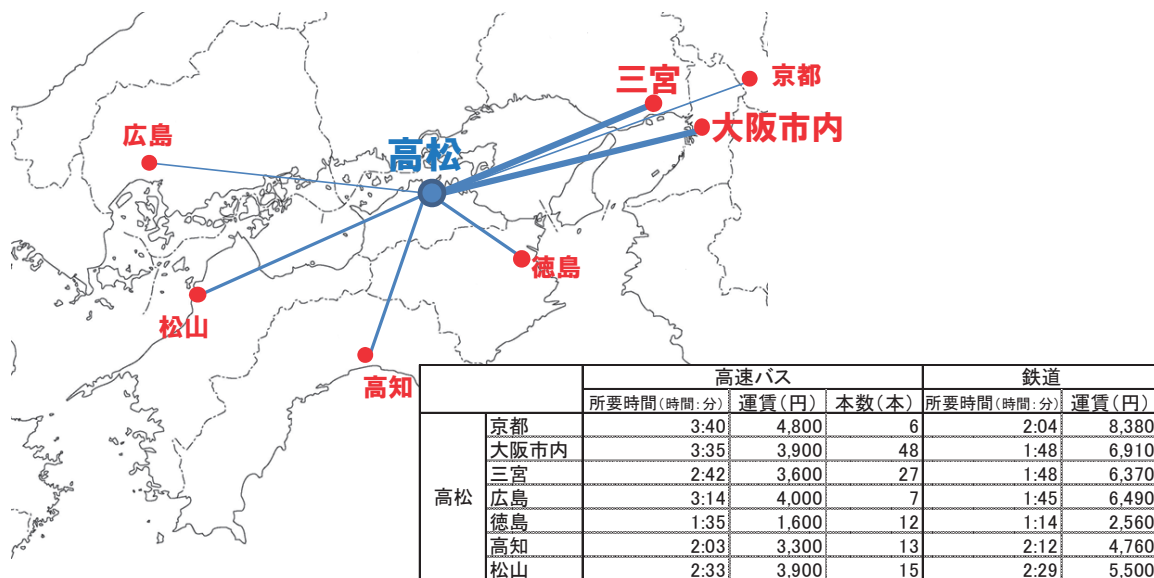 京都
三宮
大阪市内
広島
高松
徳島
松山
高知
高速バス 鉄道
所要時間(時間:分) 運賃(円) 本数(本) 所要時間(時間:分) 運賃(円)
高松
京都 3:40 4,800 6 2:04 8,380
大阪市内 3:35 3,900 48 1:48 6,910
三宮 2:42 3,600 27 1:48 6,370
広島 3:14 4,000 7 1:45 6,490
徳島 1:35 1,600 12 1:14 2,560
高知 2:03 3,300 13 2:12 4,760
松山 2:33 3,900 15 2:29 5,500